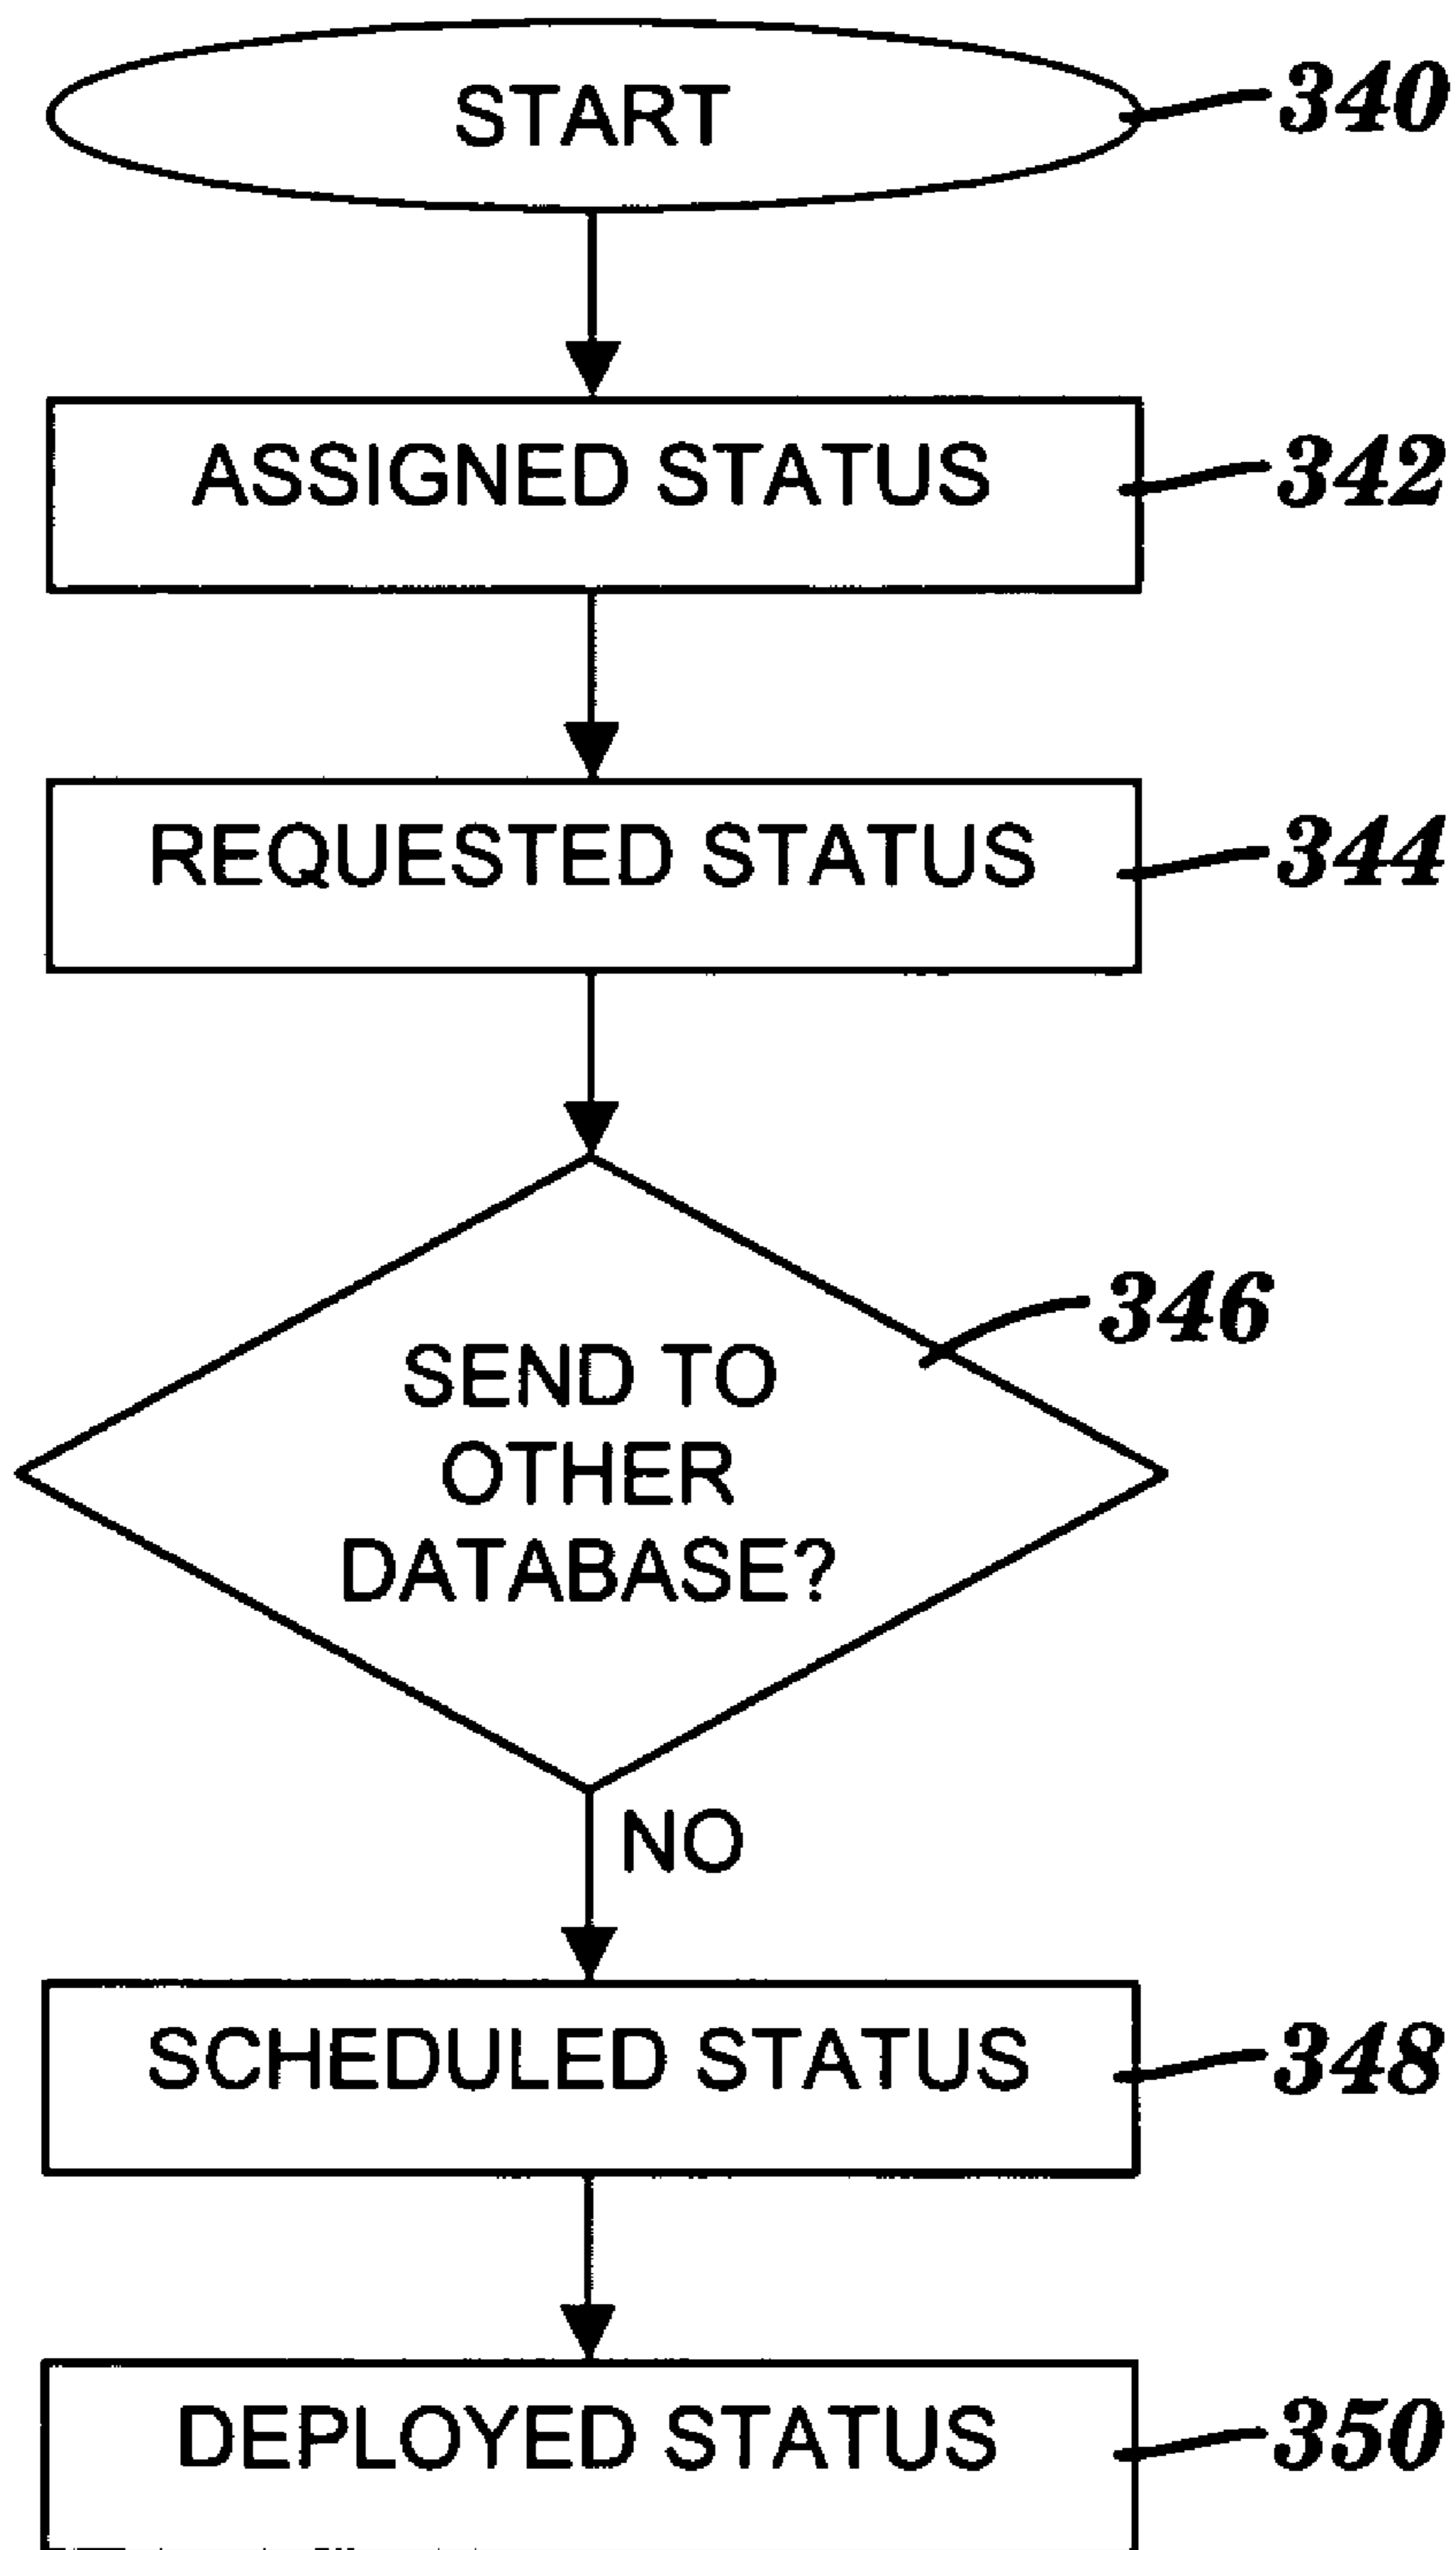 START
340
ASSIGNED STATUS
342
REQUESTED STATUS
344
346
SEND TO
OTHER
DATABASE?
NO
SCHEDULED STATUS
348
DEPLOYED STATUS
350